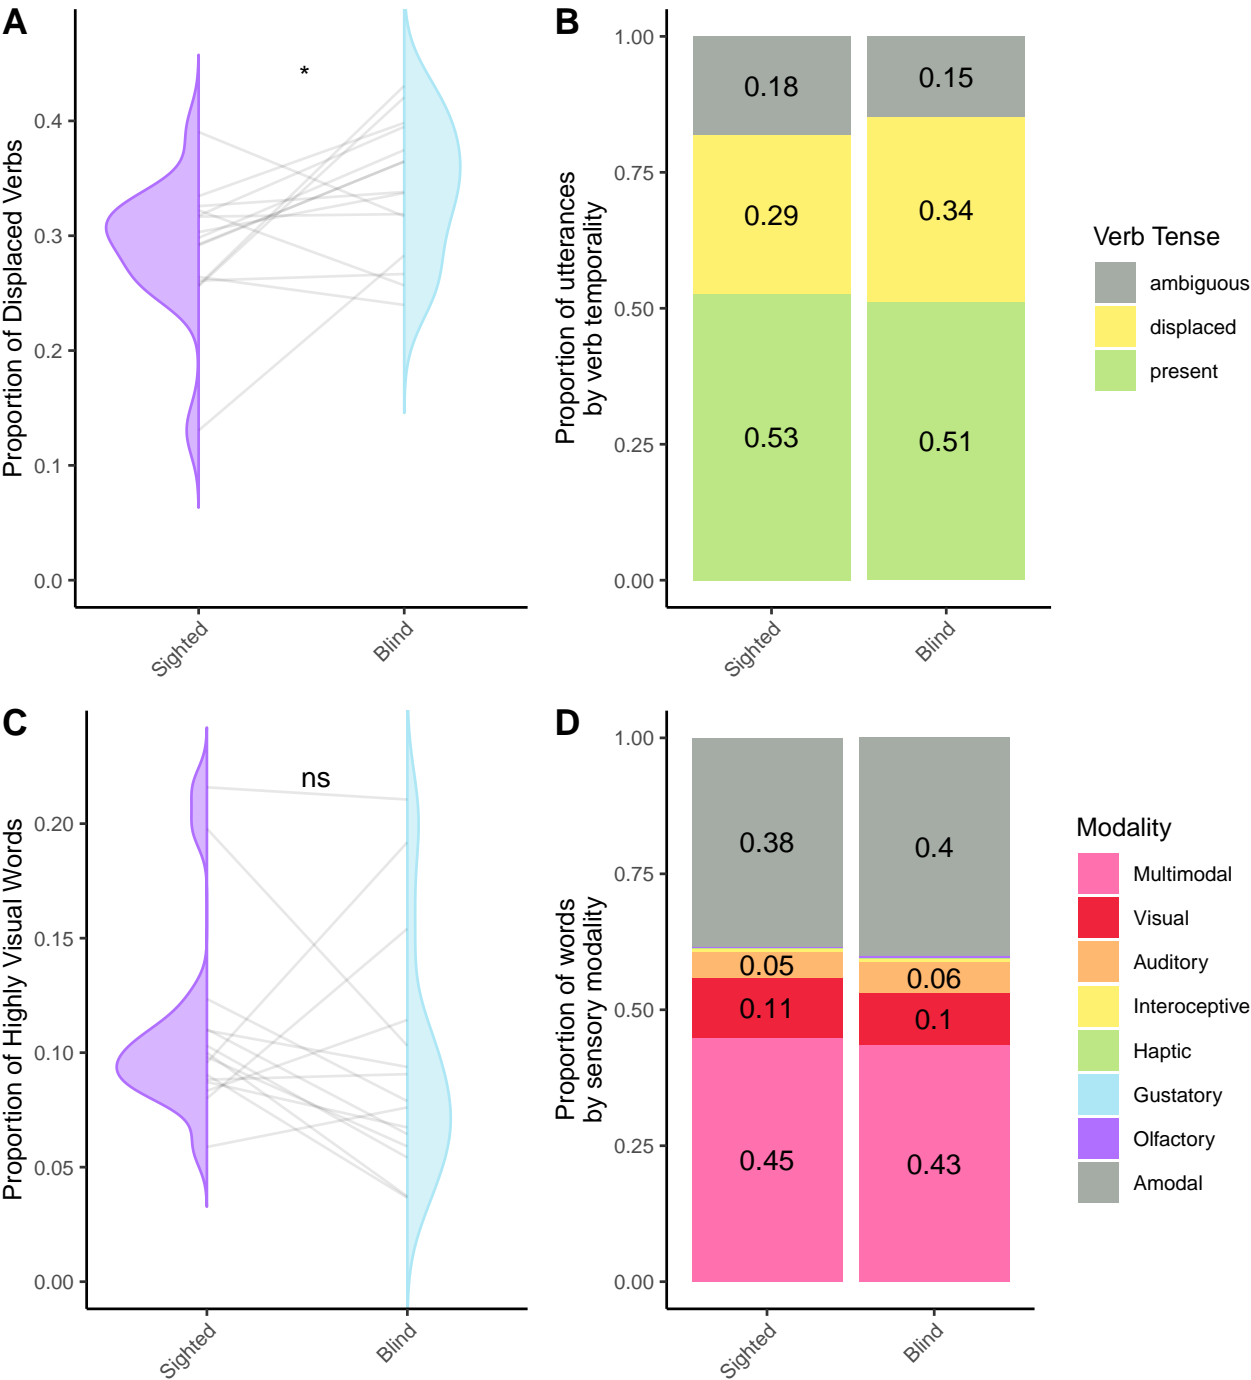 A
Proportion of Displaced Verbs
0.4
0.3
0.2
0.1
0.0
*
Sighted
Blind
B
Proportion of utterances
by verb temporality
1.00
0.75
0.50
0.25
0.00
0.18
0.15
0.29
0.34
0.53
0.51
Sighted
Blind
Verb Tense
ambiguous
displaced
present
C
Proportion of Highly Visual Words
0.20
0.15
0.10
0.05
0.00
ns
Sighted
Blind
D
Proportion of words
by sensory modality
1.00
0.75
0.50
0.25
0.00
0.38
0.4
0.05
0.06
0.11
0.1
0.45
0.43
Sighted
Blind
Modality
Multimodal
Visual
Auditory
Interoceptive
Haptic
Gustatory
Olfactory
Amodal